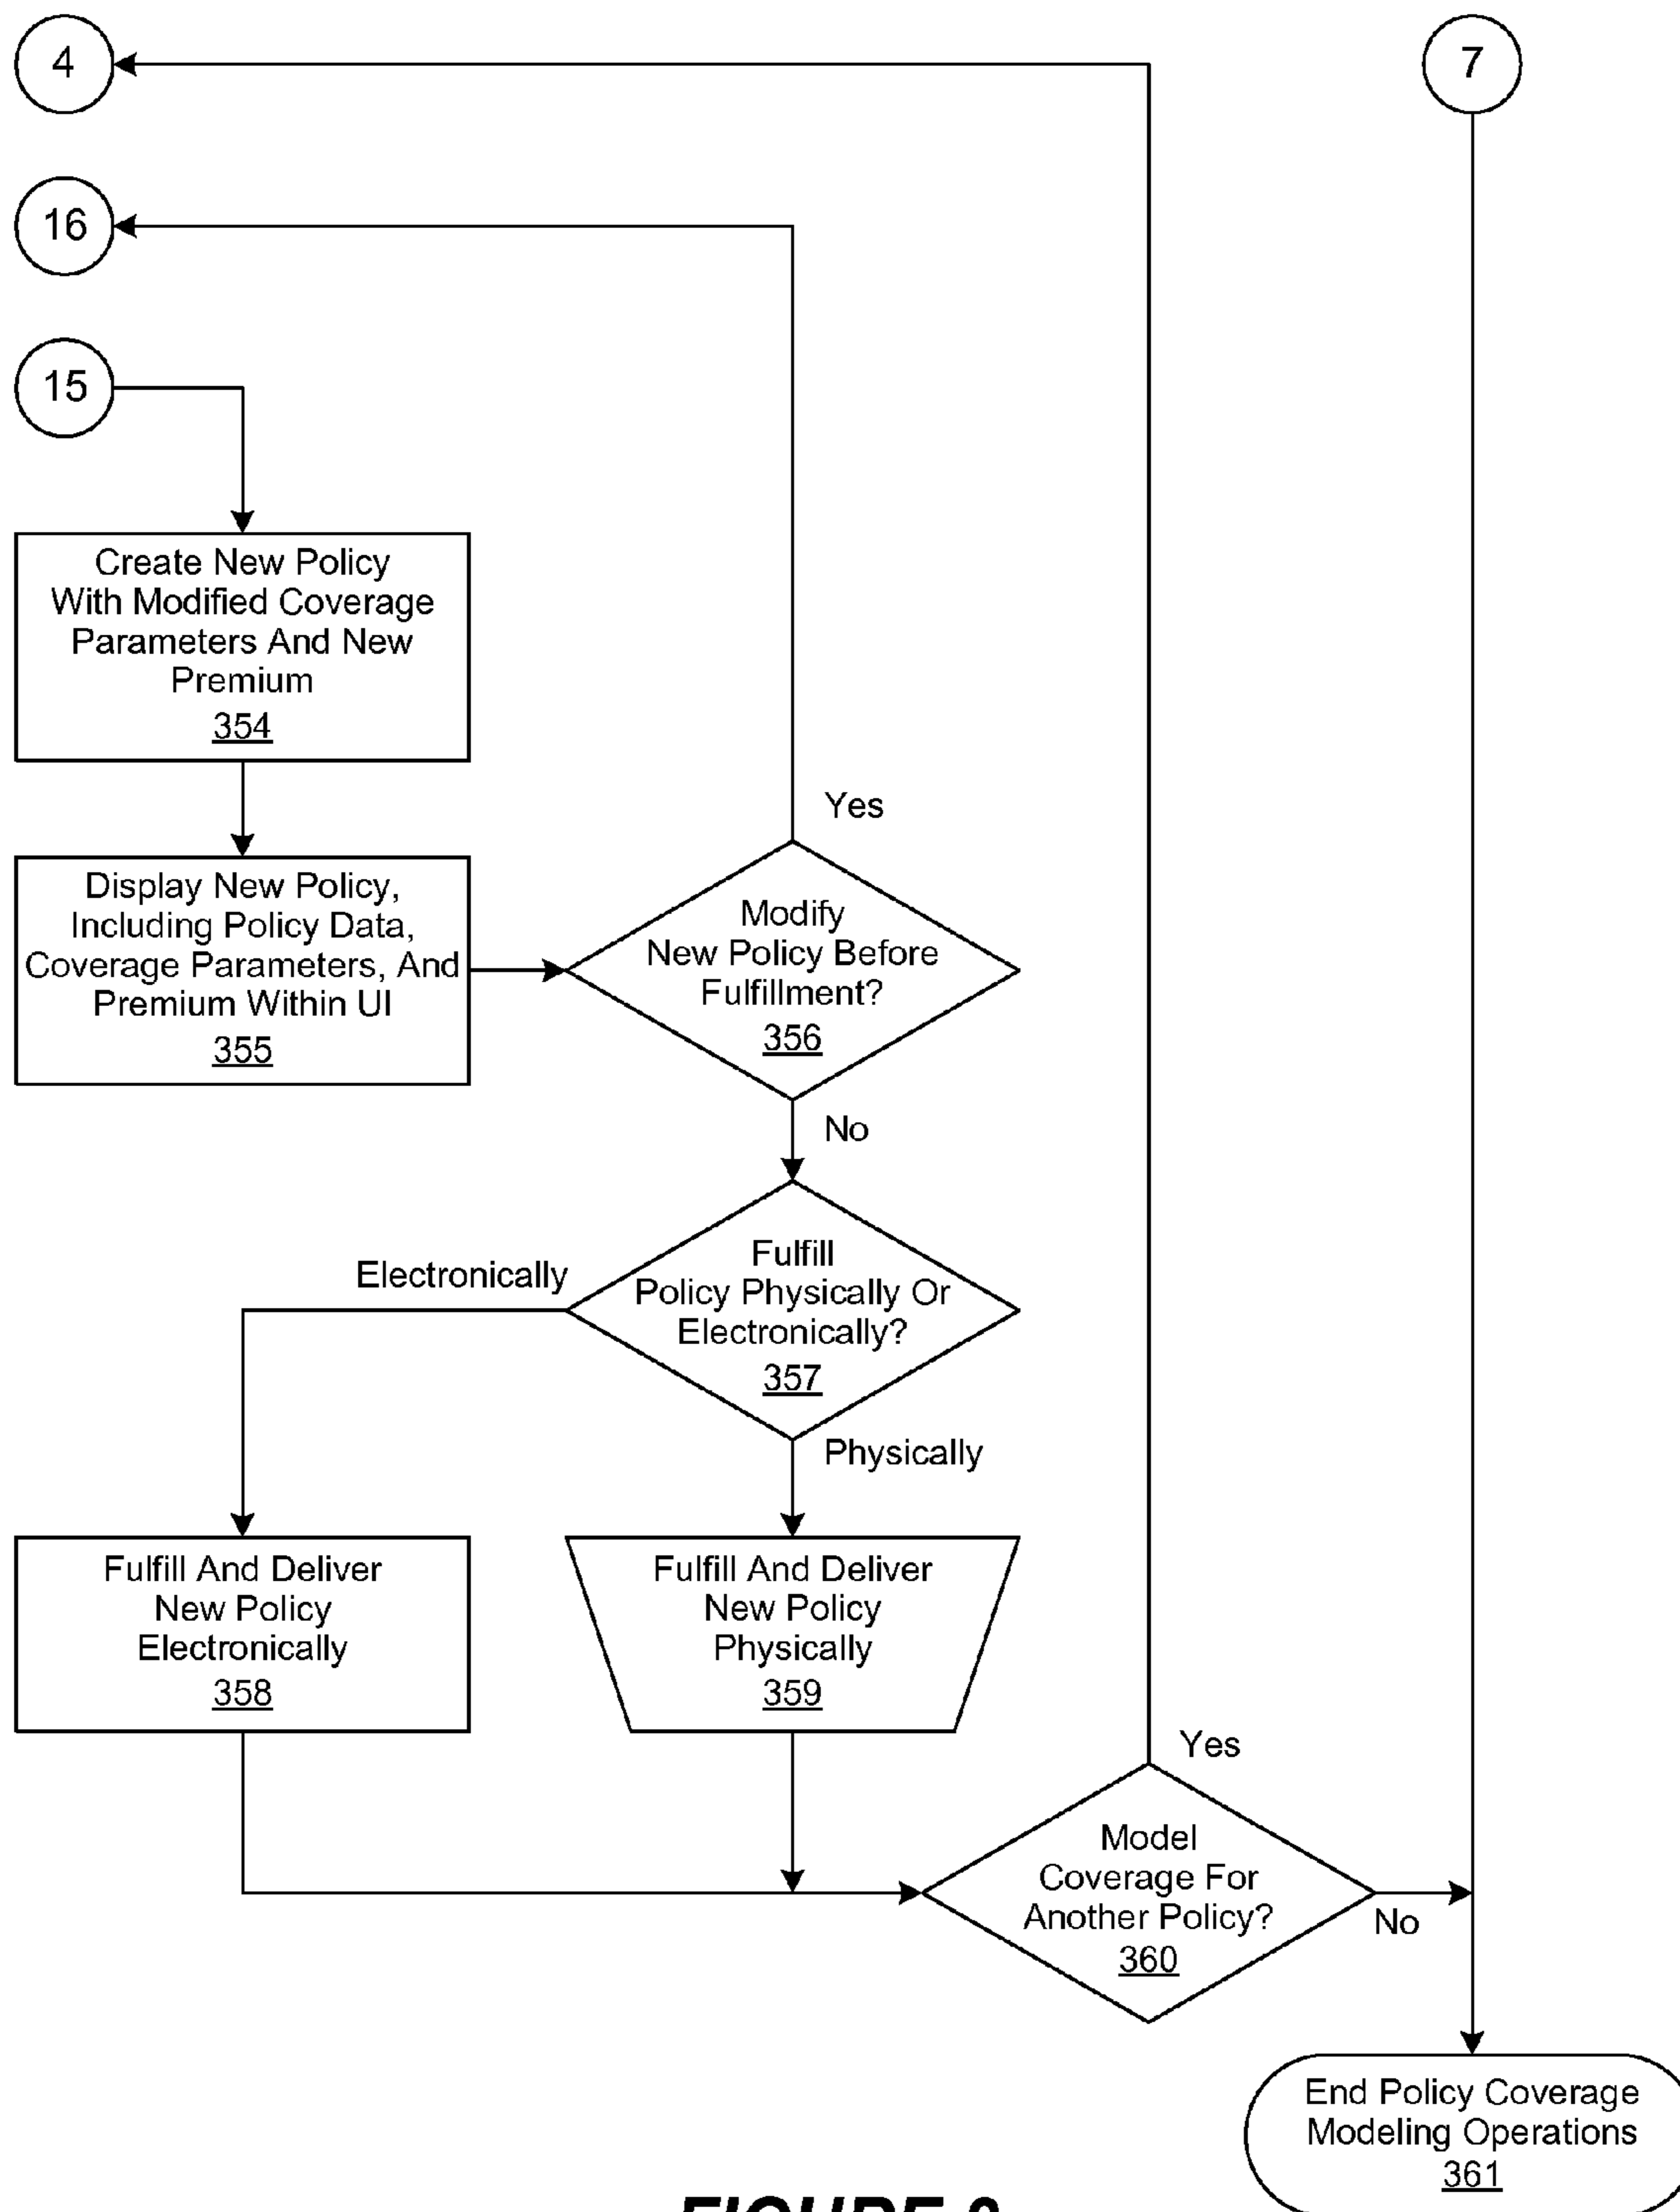 4
7
16
15
Create New Policy
With Modified Coverage
Parameters And New
Premium
354
Yes
Display New Policy,
Including Policy Data,
Coverage Parameters, And
Premium Within UI
355
Modify
New Policy Before
Fulfillment?
356
No
Fulfill
Policy Physically Or
Electronically?
357
Electronically
Physically
Fulfill And Deliver
New Policy
Electronically
358
Fulfill And Deliver
New Policy
Physically
359
Yes
Model
Coverage For
Another Policy?
360
No
End Policy Coverage
Modeling Operations
361